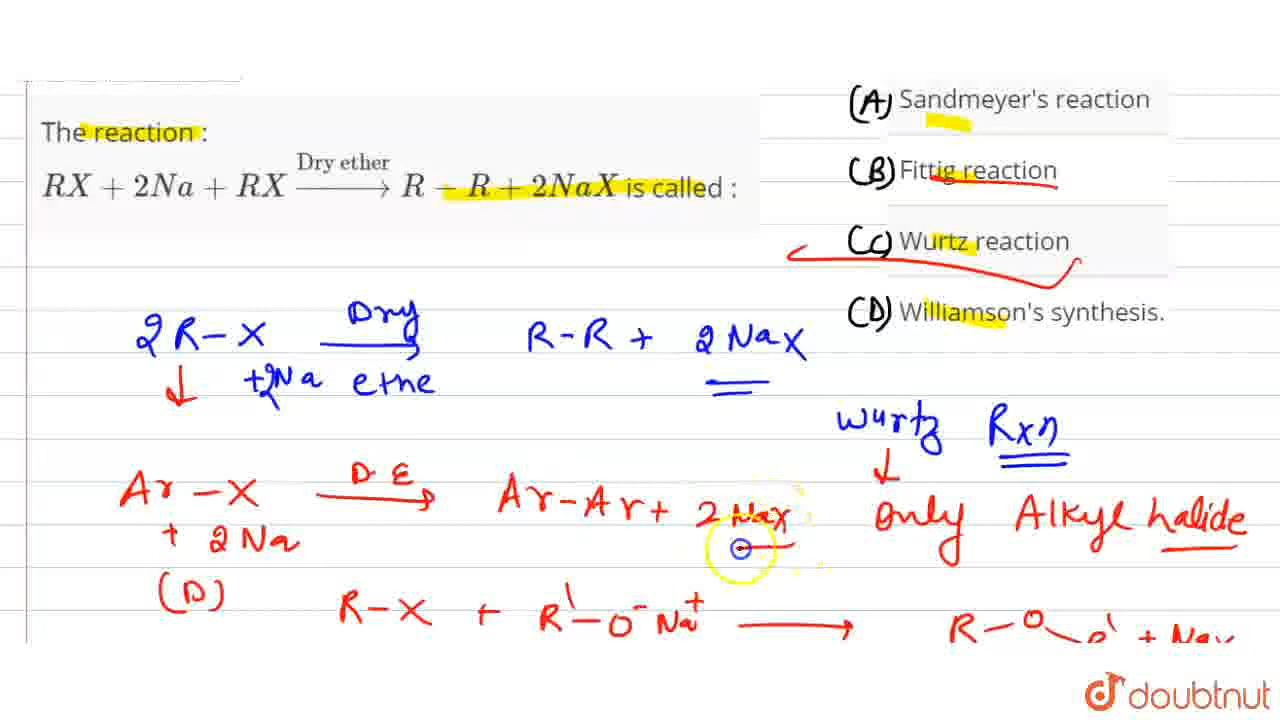 The reaction :
RX + 2Na + RX \xrightarrow{Dry ether} R - R + 2NaX is called :
(A) Sandmeyer's reaction
(B) Fittig reaction
(C) Wurtz reaction
(D) Williamson's synthesis.
2R-X + 2Na Dry ethe → R-R + 2NaX
Wurtz Rxn
↓
only Alkyl halide
Ar-X + 2Na D.E → Ar-Ar + 2NaX
(D) R-X + R'-O⁻Na⁺ → R-O-R' + NaX
doubtnut